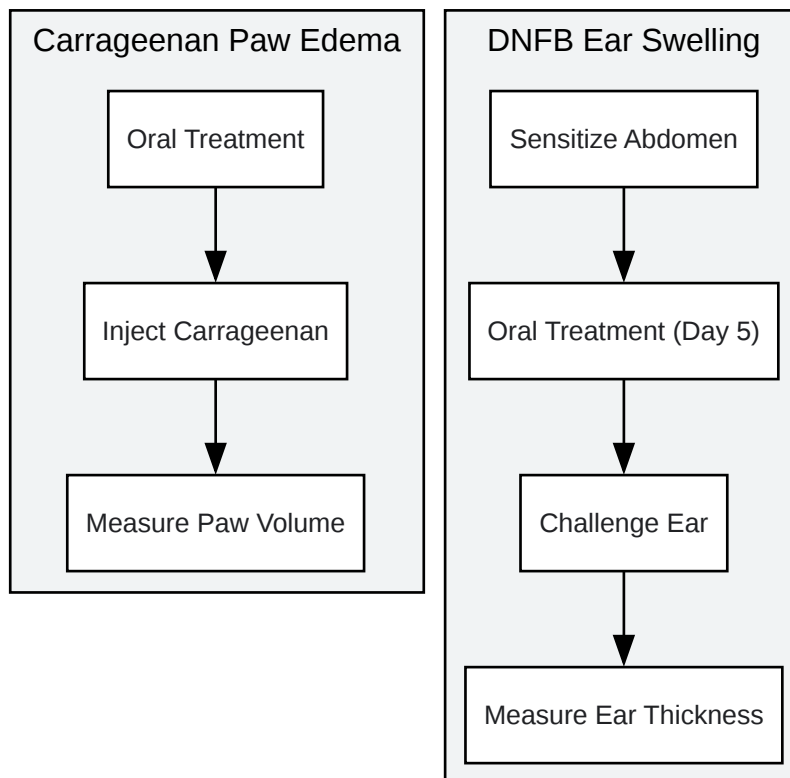 Carrageenan Paw Edema
Oral Treatment
Inject Carrageenan
Measure Paw Volume
DNFB Ear Swelling
Sensitize Abdomen
Oral Treatment (Day 5)
Challenge Ear
Measure Ear Thickness